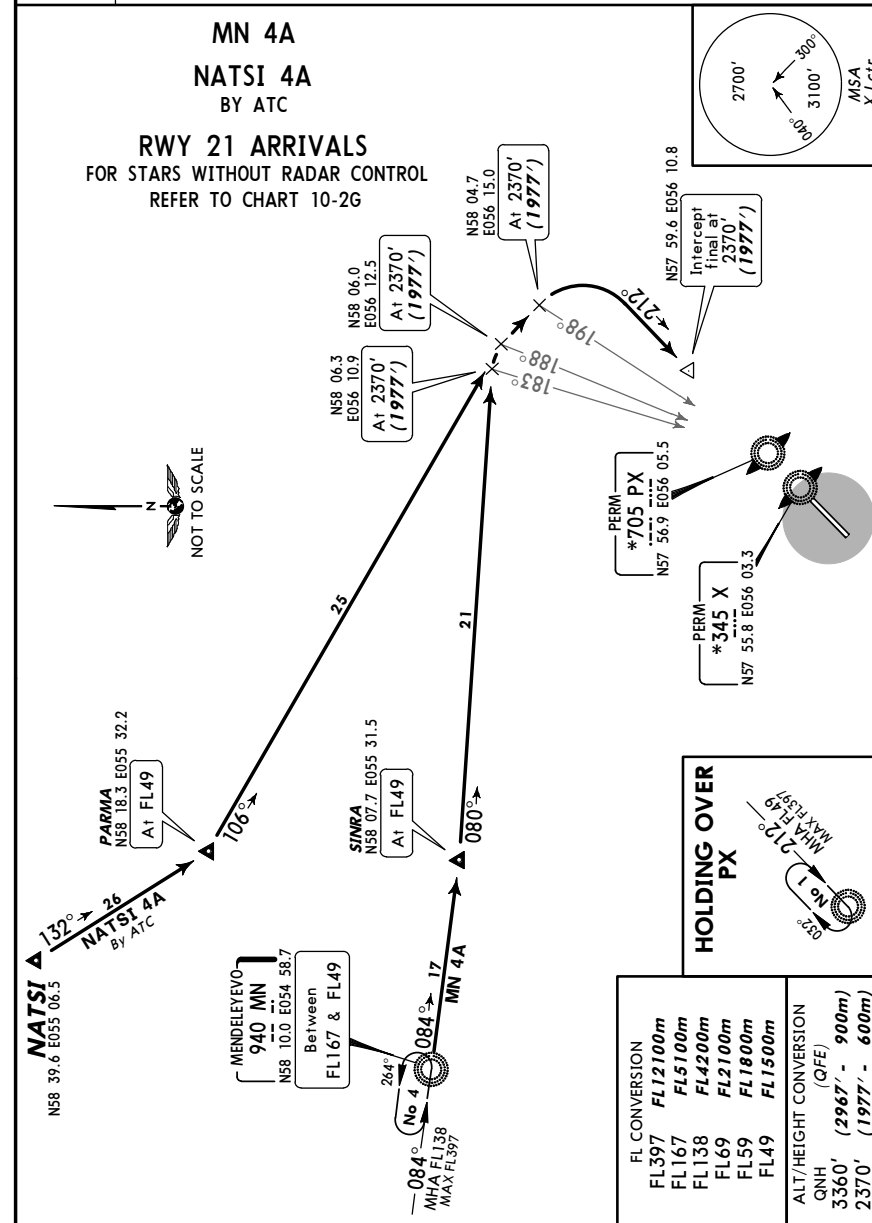 MN 4A
NATSI 4A
BY ATC
RWY 21 ARRIVALS
FOR STARS WITHOUT RADAR CONTROL
REFER TO CHART 10-2G
2700'
3100'
300°
040°
MSA
X Lctr
N58 04.7
E056 15.0
At 2370'
(1977')
N58 06.0
E056 12.5
At 2370'
(1977')
N58 06.3
E056 10.9
At 2370'
(1977')
N57 59.6 E056 10.8
Intercept
final at
2370'
(1977')
212°
198°
188°
183°
N
NOT TO SCALE
25
21
PERM
*705 PX
N57 56.9 E056 05.5
PERM
*345 X
N57 55.8 E056 03.3
PARMA
N58 18.3 E055 32.2
At FL49
106°
SINRA
N58 07.7 E055 31.5
At FL49
080°
NATSI
N58 39.6 E055 06.5
132°
26
NATSI 4A
By ATC
MENDELEYEVO
940 MN
N58 10.0 E054 58.7
Between
FL167 & FL49
084°
17
MN 4A
264°
No 4
084°
MHA FL138
MAX FL397
HOLDING OVER
PX
MHA FL49
MAX FL397
212°
No 1
032°
FL CONVERSION
FL397 FL12100m
FL167 FL5100m
FL138 FL4200m
FL69 FL2100m
FL59 FL1800m
FL49 FL1500m
ALT/HEIGHT CONVERSION
QNH (QFE)
3360' (2967' - 900m)
2370' (1977' - 600m)